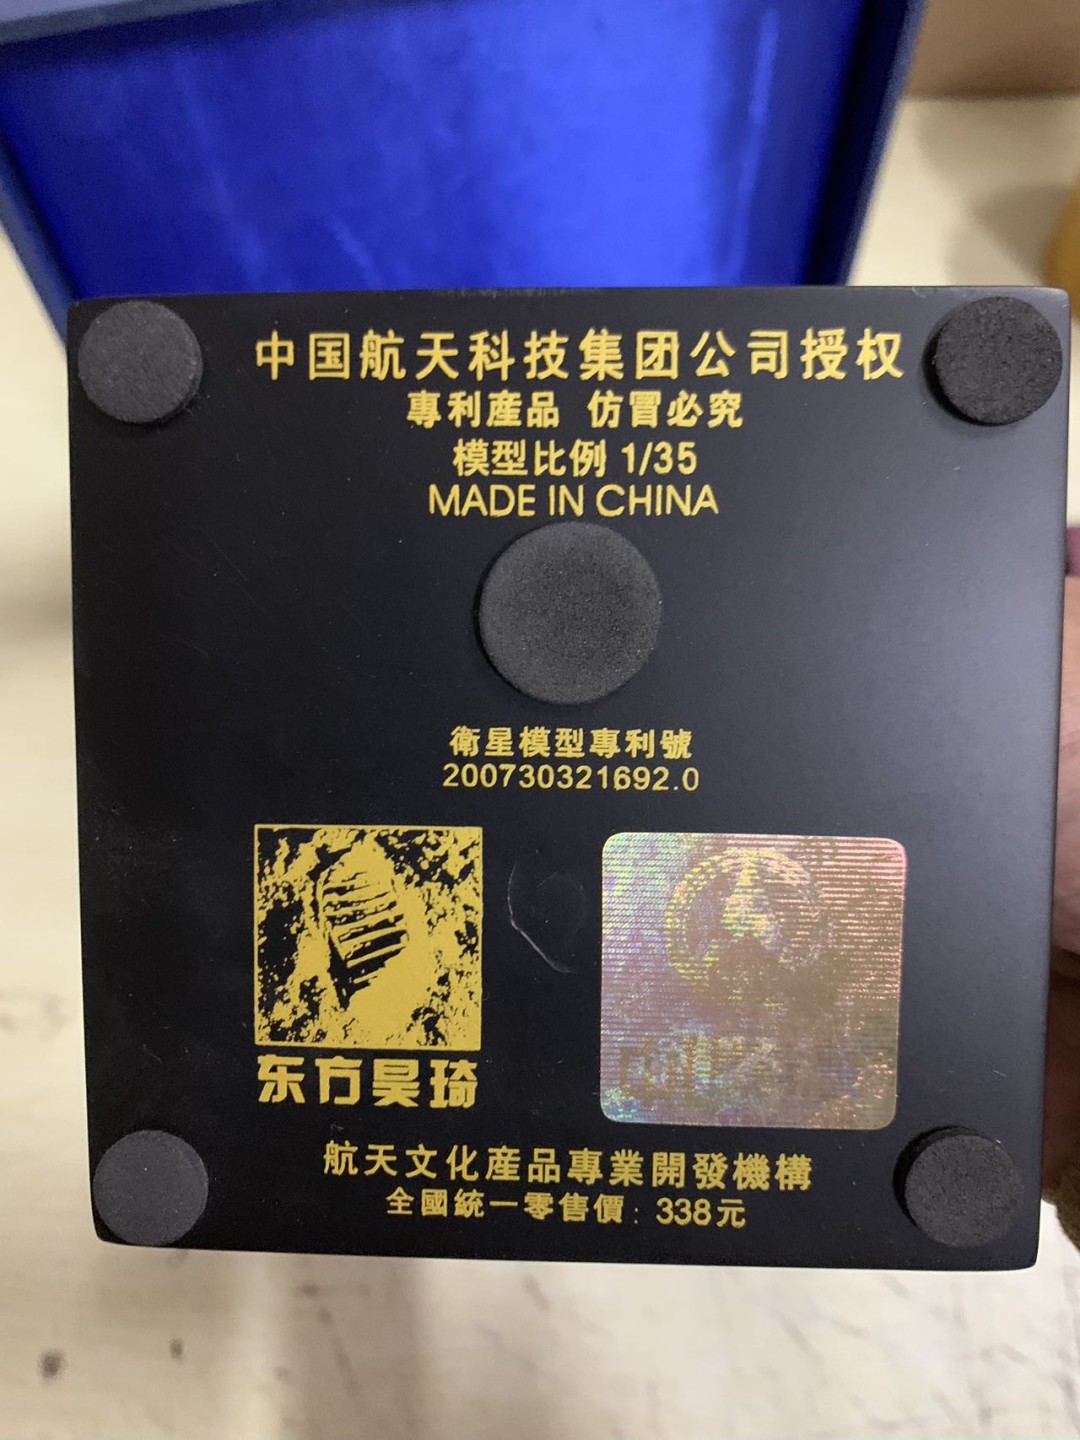 中国航天科技集团公司授权
專利産品 仿冒必究
模型比例 1/35
MADE IN CHINA
衛星模型專利號
200730321692.0
东方昊琦
航天文化産品專業開發機構
全國統一零售價: 338元